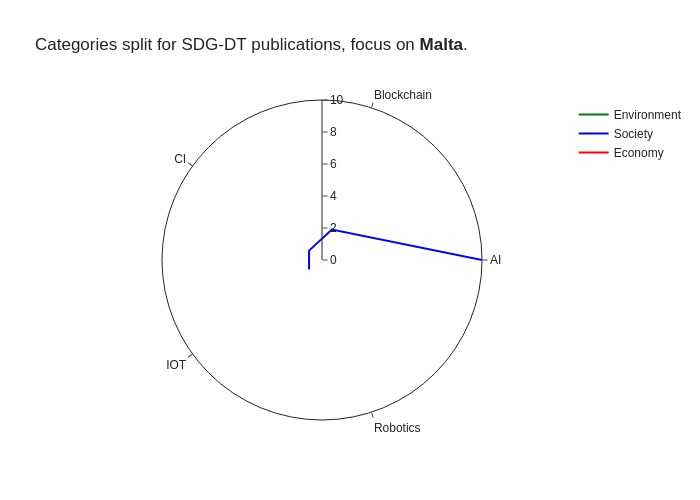 Categories split for SDG-DT publications, focus on Malta.
10
8
6
4
2
0
Blockchain
CI
AI
IOT
Robotics
Environment
Society
Economy